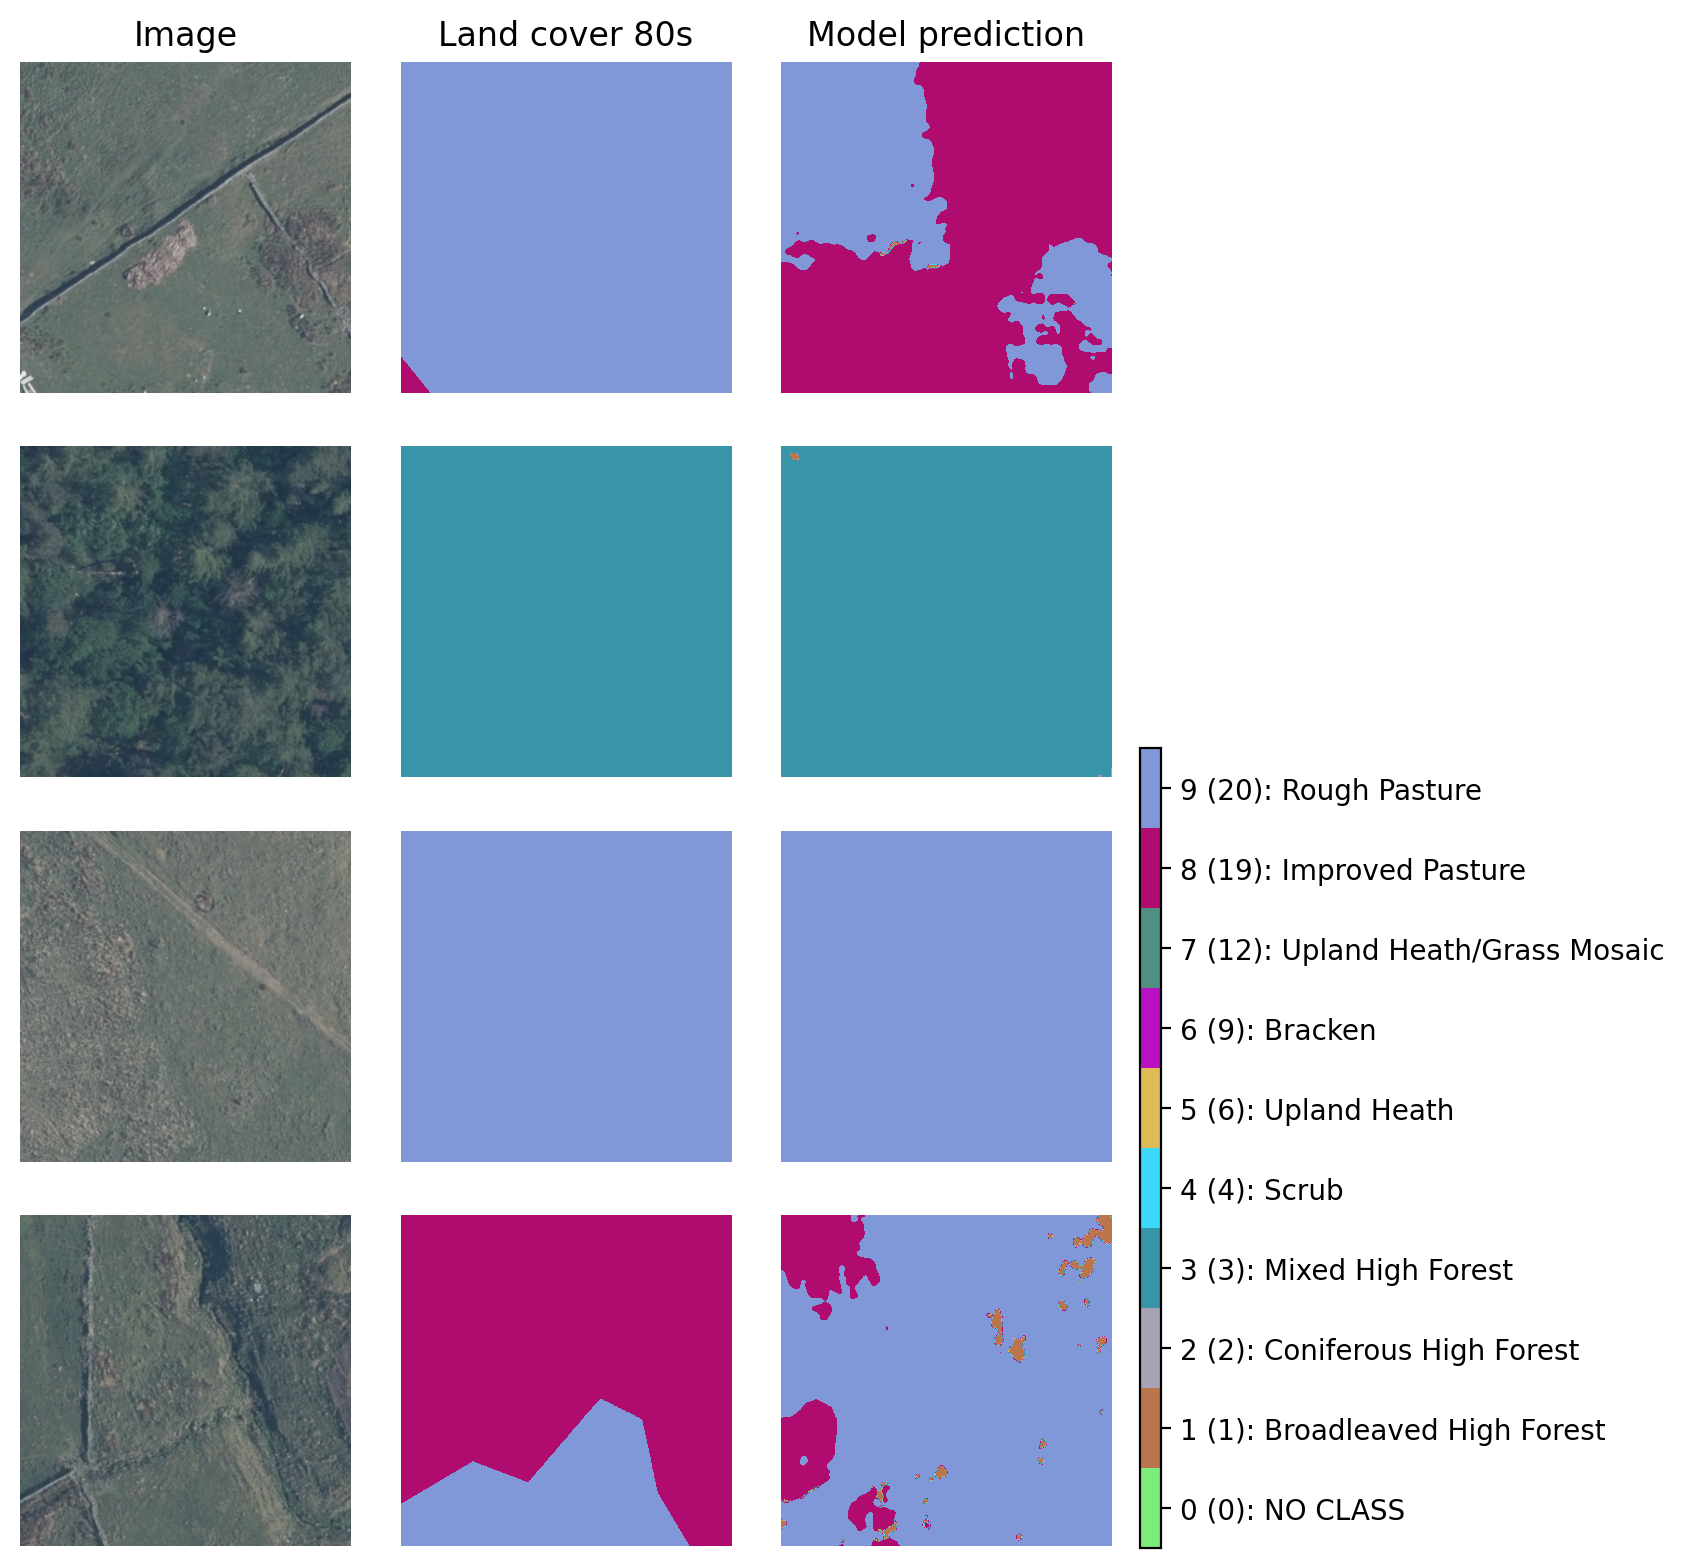 Image
Land cover 80s
Model prediction
9 (20): Rough Pasture
8 (19): Improved Pasture
7 (12): Upland Heath/Grass Mosaic
6 (9): Bracken
5 (6): Upland Heath
4 (4): Scrub
3 (3): Mixed High Forest
2 (2): Coniferous High Forest
1 (1): Broadleaved High Forest
0 (0): NO CLASS